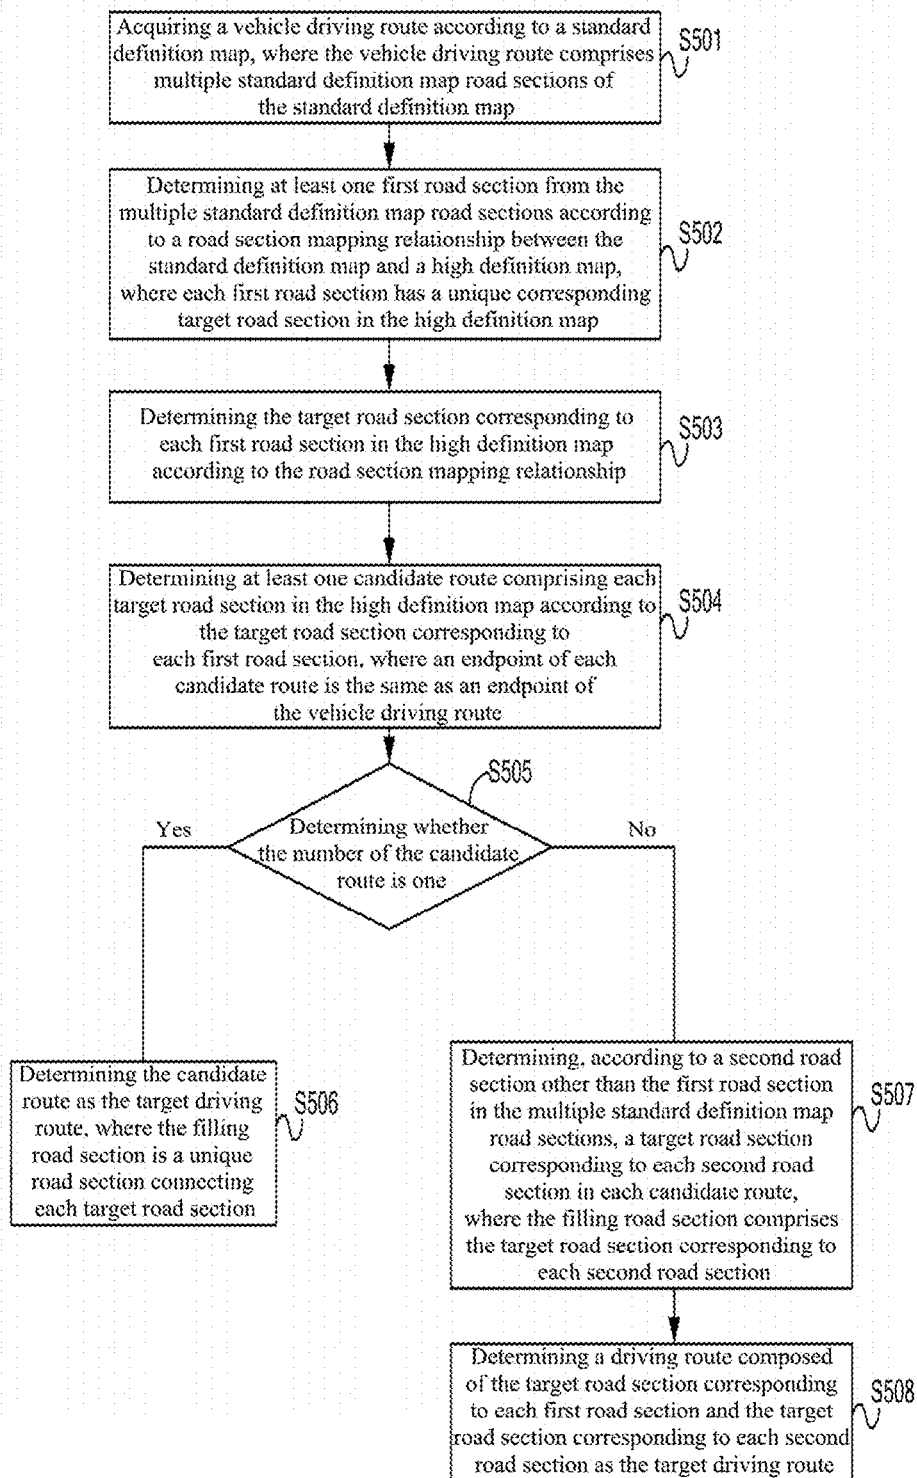 Acquiring a vehicle driving route according to a standard
definition map, where the vehicle driving route comprises
multiple standard definition map road sections of
the standard definition map
S501
Determining at least one first road section from the
multiple standard definition map road sections according
to a road section mapping relationship between the
standard definition map and a high definition map,
where each first road section has a unique corresponding
target road section in the high definition map
S502
Determining the target road section corresponding to
each first road section in the high definition map
according to the road section mapping relationship
S503
Determining at least one candidate route comprising each
target road section in the high definition map according to
the target road section corresponding to
each first road section, where an endpoint of each
candidate route is the same as an endpoint of
the vehicle driving route
S504
S505
Determining whether
the number of the candidate
route is one
Yes
No
Determining the candidate
route as the target driving
route, where the filling
road section is a unique
road section connecting
each target road section
S506
Determining, according to a second road
section other than the first road section
in the multiple standard definition map
road sections, a target road section
corresponding to each second road
section in each candidate route,
where the filling road section comprises
the target road section corresponding to
each second road section
S507
Determining a driving route composed
of the target road section corresponding
to each first road section and the target
road section corresponding to each second
road section as the target driving route
S508